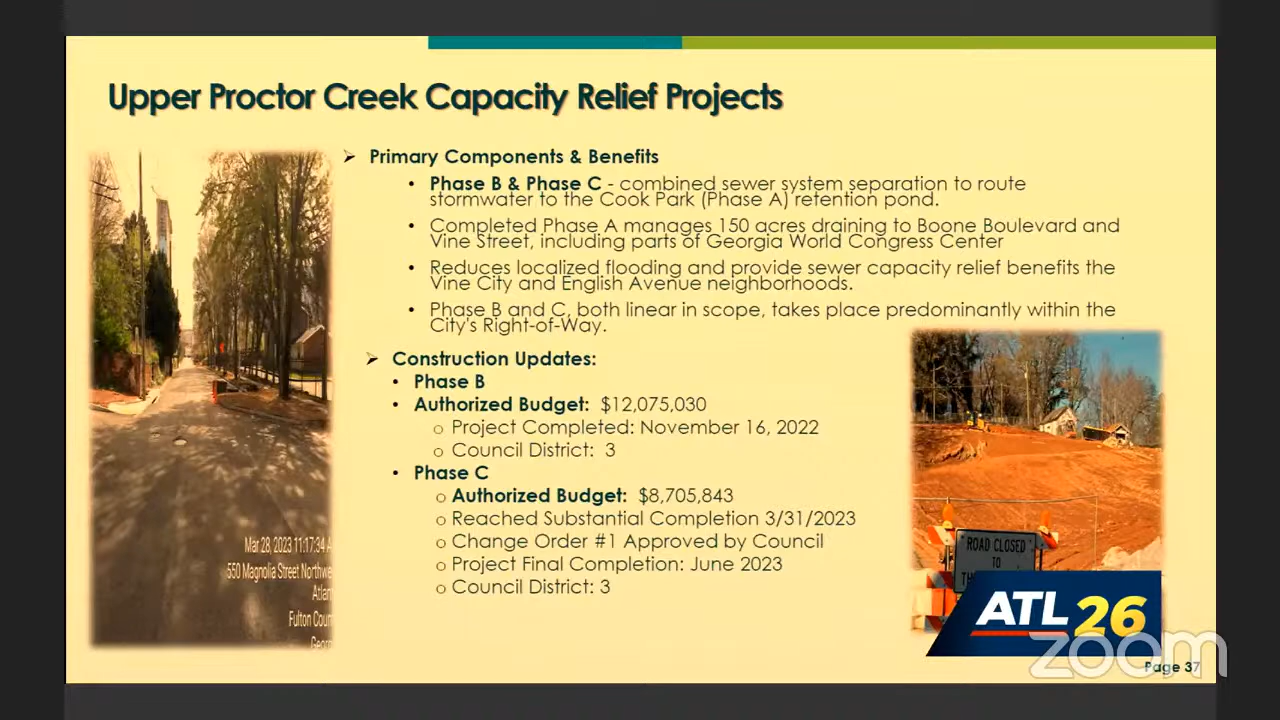 Upper Proctor Creek Capacity Relief Projects
Primary Components & Benefits
Phase B & Phase C - combined sewer system separation to route
stormwater to the Cook Park (Phase A) retention pond.
Completed Phase A manages 150 acres draining to Boone Boulevard and
Vine Street, including parts of Georgia World Congress Center
Reduces localized flooding and provide sewer capacity relief benefits the
Vine City and English Avenue neighborhoods.
Phase B and C, both linear in scope, takes place predominantly within the
City's Right-of-Way.
Construction Updates:
Phase B
Authorized Budget: $12,075,030
Project Completed: November 16, 2022
Council District: 3
Phase C
Authorized Budget: $8,705,843
Reached Substantial Completion 3/31/2023
Change Order #1 Approved by Council
Project Final Completion: June 2023
Council District: 3
Mar 28, 2023 11:17:34 A
550 Magnolia Street Northwe
Atlan
Fulton Coun
Georg
ROAD CLOSED
TO
ATL 26
zoom
Page 37